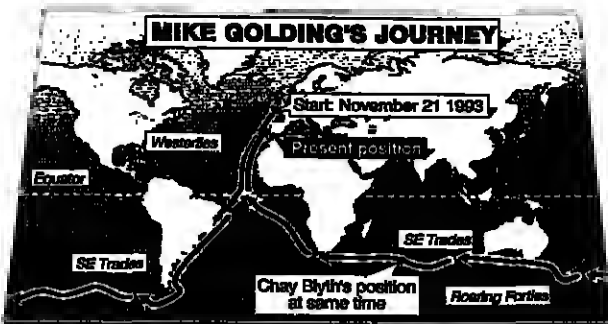 MIKE GOLDING'S JOURNEY
Start: November 21 1993
Westerlies
Present position
Equator
SE Trades
SE Trades
Chay Blyth's position
at same time
Roaring Forties